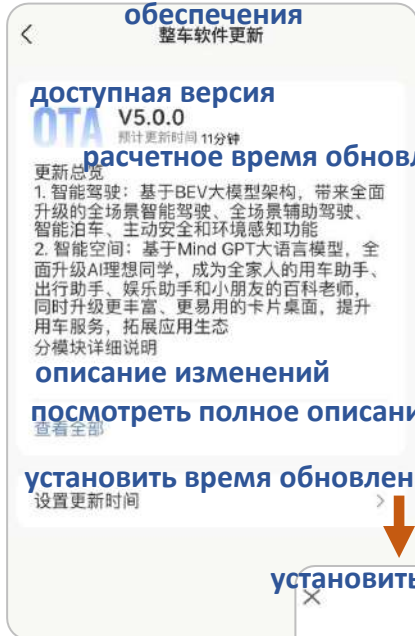 обеспечения
整车软件更新
доступная версия
OTA V5.0.0
预计更新时间 11分钟
расчетное время обновл
更新总览
1. 智能驾驶：基于BEV大模型架构，带来全面
升级的全场景智能驾驶、全场景辅助驾驶、
智能泊车、主动安全和环境感知功能
2. 智能空间：基于Mind GPT大语言模型，全
面升级AI理想同学，成为全家人的用车助手、
出行助手、娱乐助手和小朋友的百科老师，
同时升级更丰富、更易用的卡片桌面，提升
用车服务，拓展应用生态
分模块详细说明
описание изменений
посмотреть полное описани
查看全部
установить время обновлен
设置更新时间
установить